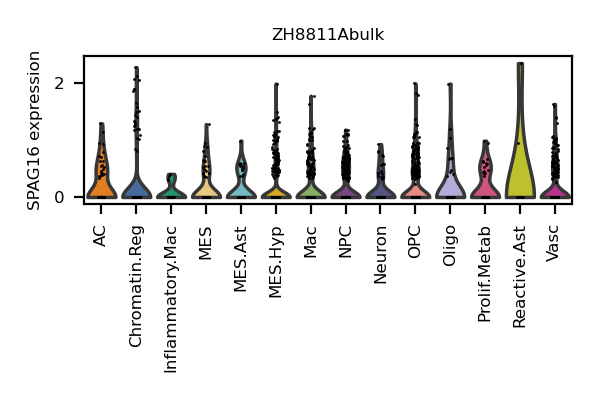 ZH8811Abulk
SPAG16 expression
2
0
AC
Chromatin.Reg
Inflammatory.Mac
MES
MES.Ast
MES.Hyp
Mac
NPC
Neuron
OPC
Oligo
Prolif.Metab
Reactive.Ast
Vasc